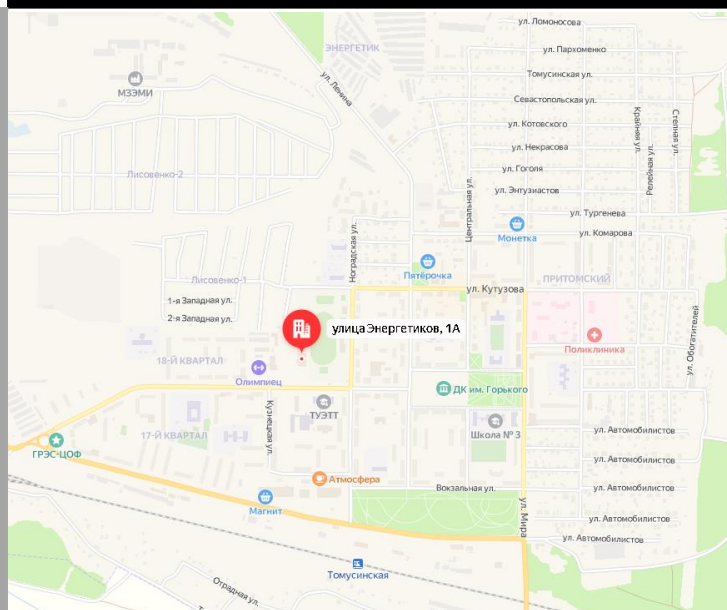 ул. Ломоносова
ЭНЕРГЕТИК
ул. Пархоменко
ул. Ленина
Томусинская ул.
МЗЭМИ
Севастопольская ул.
Крайняя ул.
Степная ул.
ул. Котовского
ул. Некрасова
Релейная ул.
ул. Гоголя
Лисовенко-2
Центральная ул.
ул. Энтузиастов
ул. Тургенева
Ноградская ул.
Монетка
ул. Комарова
Пятёрочка
Лисовенко-1
ПРИТОМСКИЙ
ул. Кутузова
1-я Западная ул.
2-я Западная ул.
улица Энергетиков, 1А
ул. Обогатителей
Поликлиника
18-Й КВАРТАЛ
Олимпиец
ДК им. Горького
Кузнецкая ул.
ТУЭТТ
17-Й КВАРТАЛ
Школа № 3
ул. Автомобилистов
ГРЭС-ЦОФ
ул. Автомобилистов
Атмосфера
Вокзальная ул.
ул. Автомобилистов
Магнит
ул. Мира
ул. Автомобилистов
ул. Автомобилистов
Томусинская
Отрадная ул.